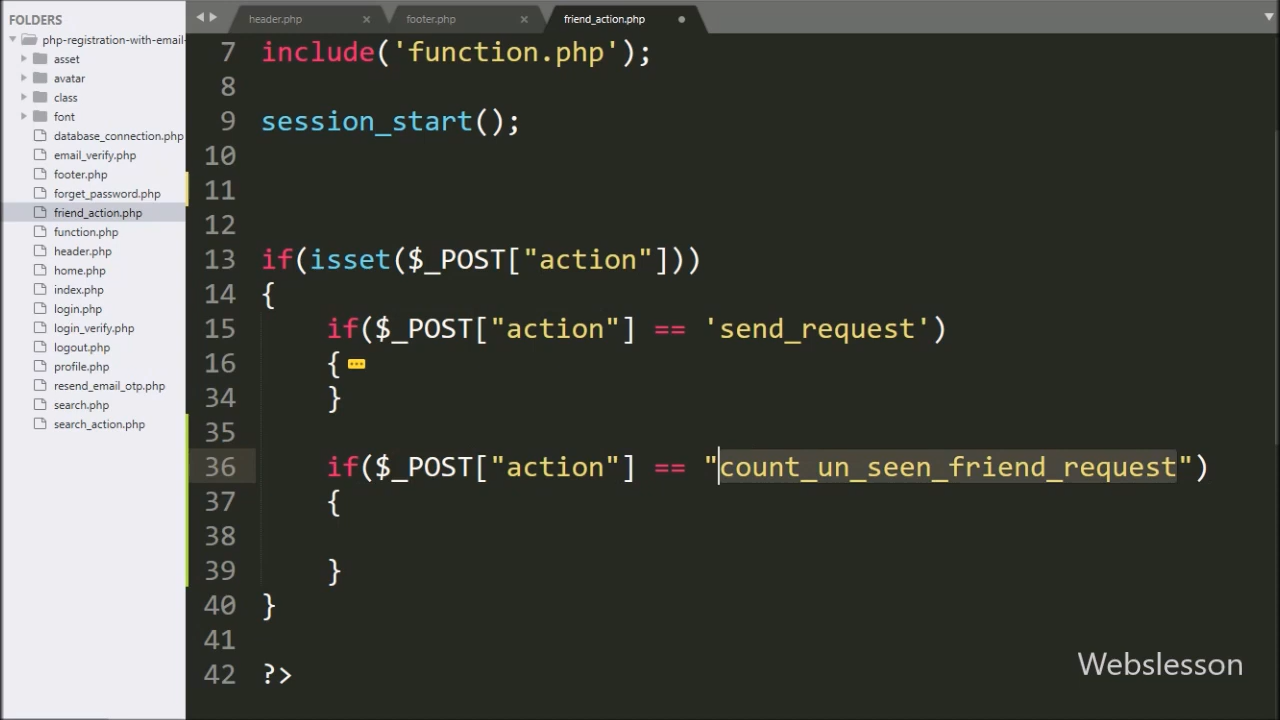 FOLDERS
php-registration-with-email-
asset
avatar
class
font
database_connection.php
email_verify.php
footer.php
forget_password.php
friend_action.php
function.php
header.php
home.php
index.php
login.php
login_verify.php
logout.php
profile.php
resend_email_otp.php
search.php
search_action.php
header.php
footer.php
friend_action.php
7 include('function.php');
8
9 session_start();
10
11
12
13 if(isset($_POST["action"]))
14 {
15 if($_POST["action"] == 'send_request')
16 {
34 }
35
36 if($_POST["action"] == "count_un_seen_friend_request")
37 {
38
39 }
40 }
41
42 ?>
Webslesson